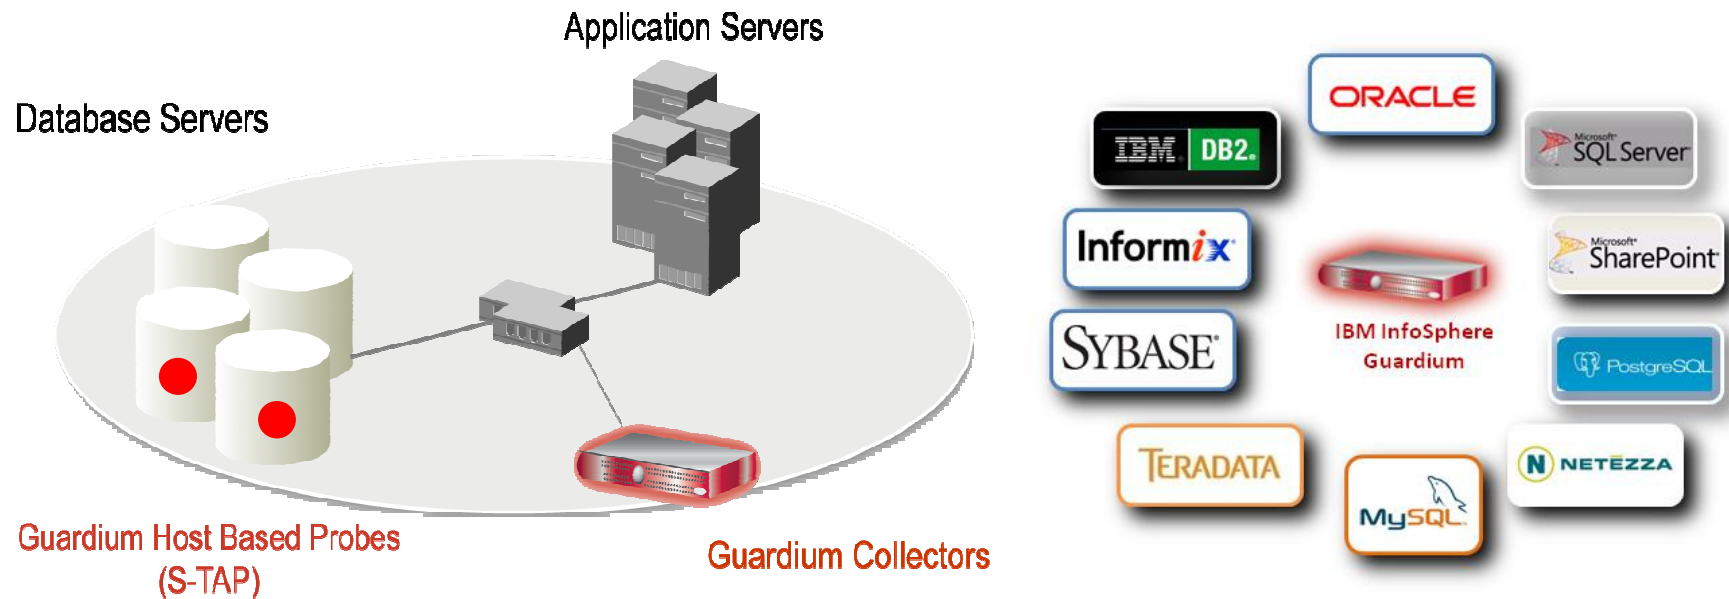 Application Servers
Database Servers
Guardium Host Based Probes
(S-TAP)
Guardium Collectors
ORACLE
IBM DB2
Microsoft
SQL Server
Informix
Microsoft
SharePoint
SYBASE
IBM InfoSphere
Guardium
PostgreSQL
TERADATA
N NETEZZA
MySQL